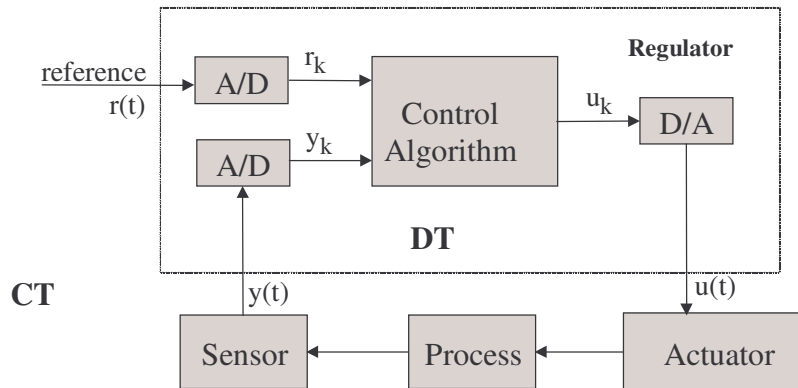 Regulator
reference
r(t)
A/D
r_k
Control
Algorithm
u_k
D/A
A/D
y_k
DT
CT
y(t)
u(t)
Sensor
Process
Actuator